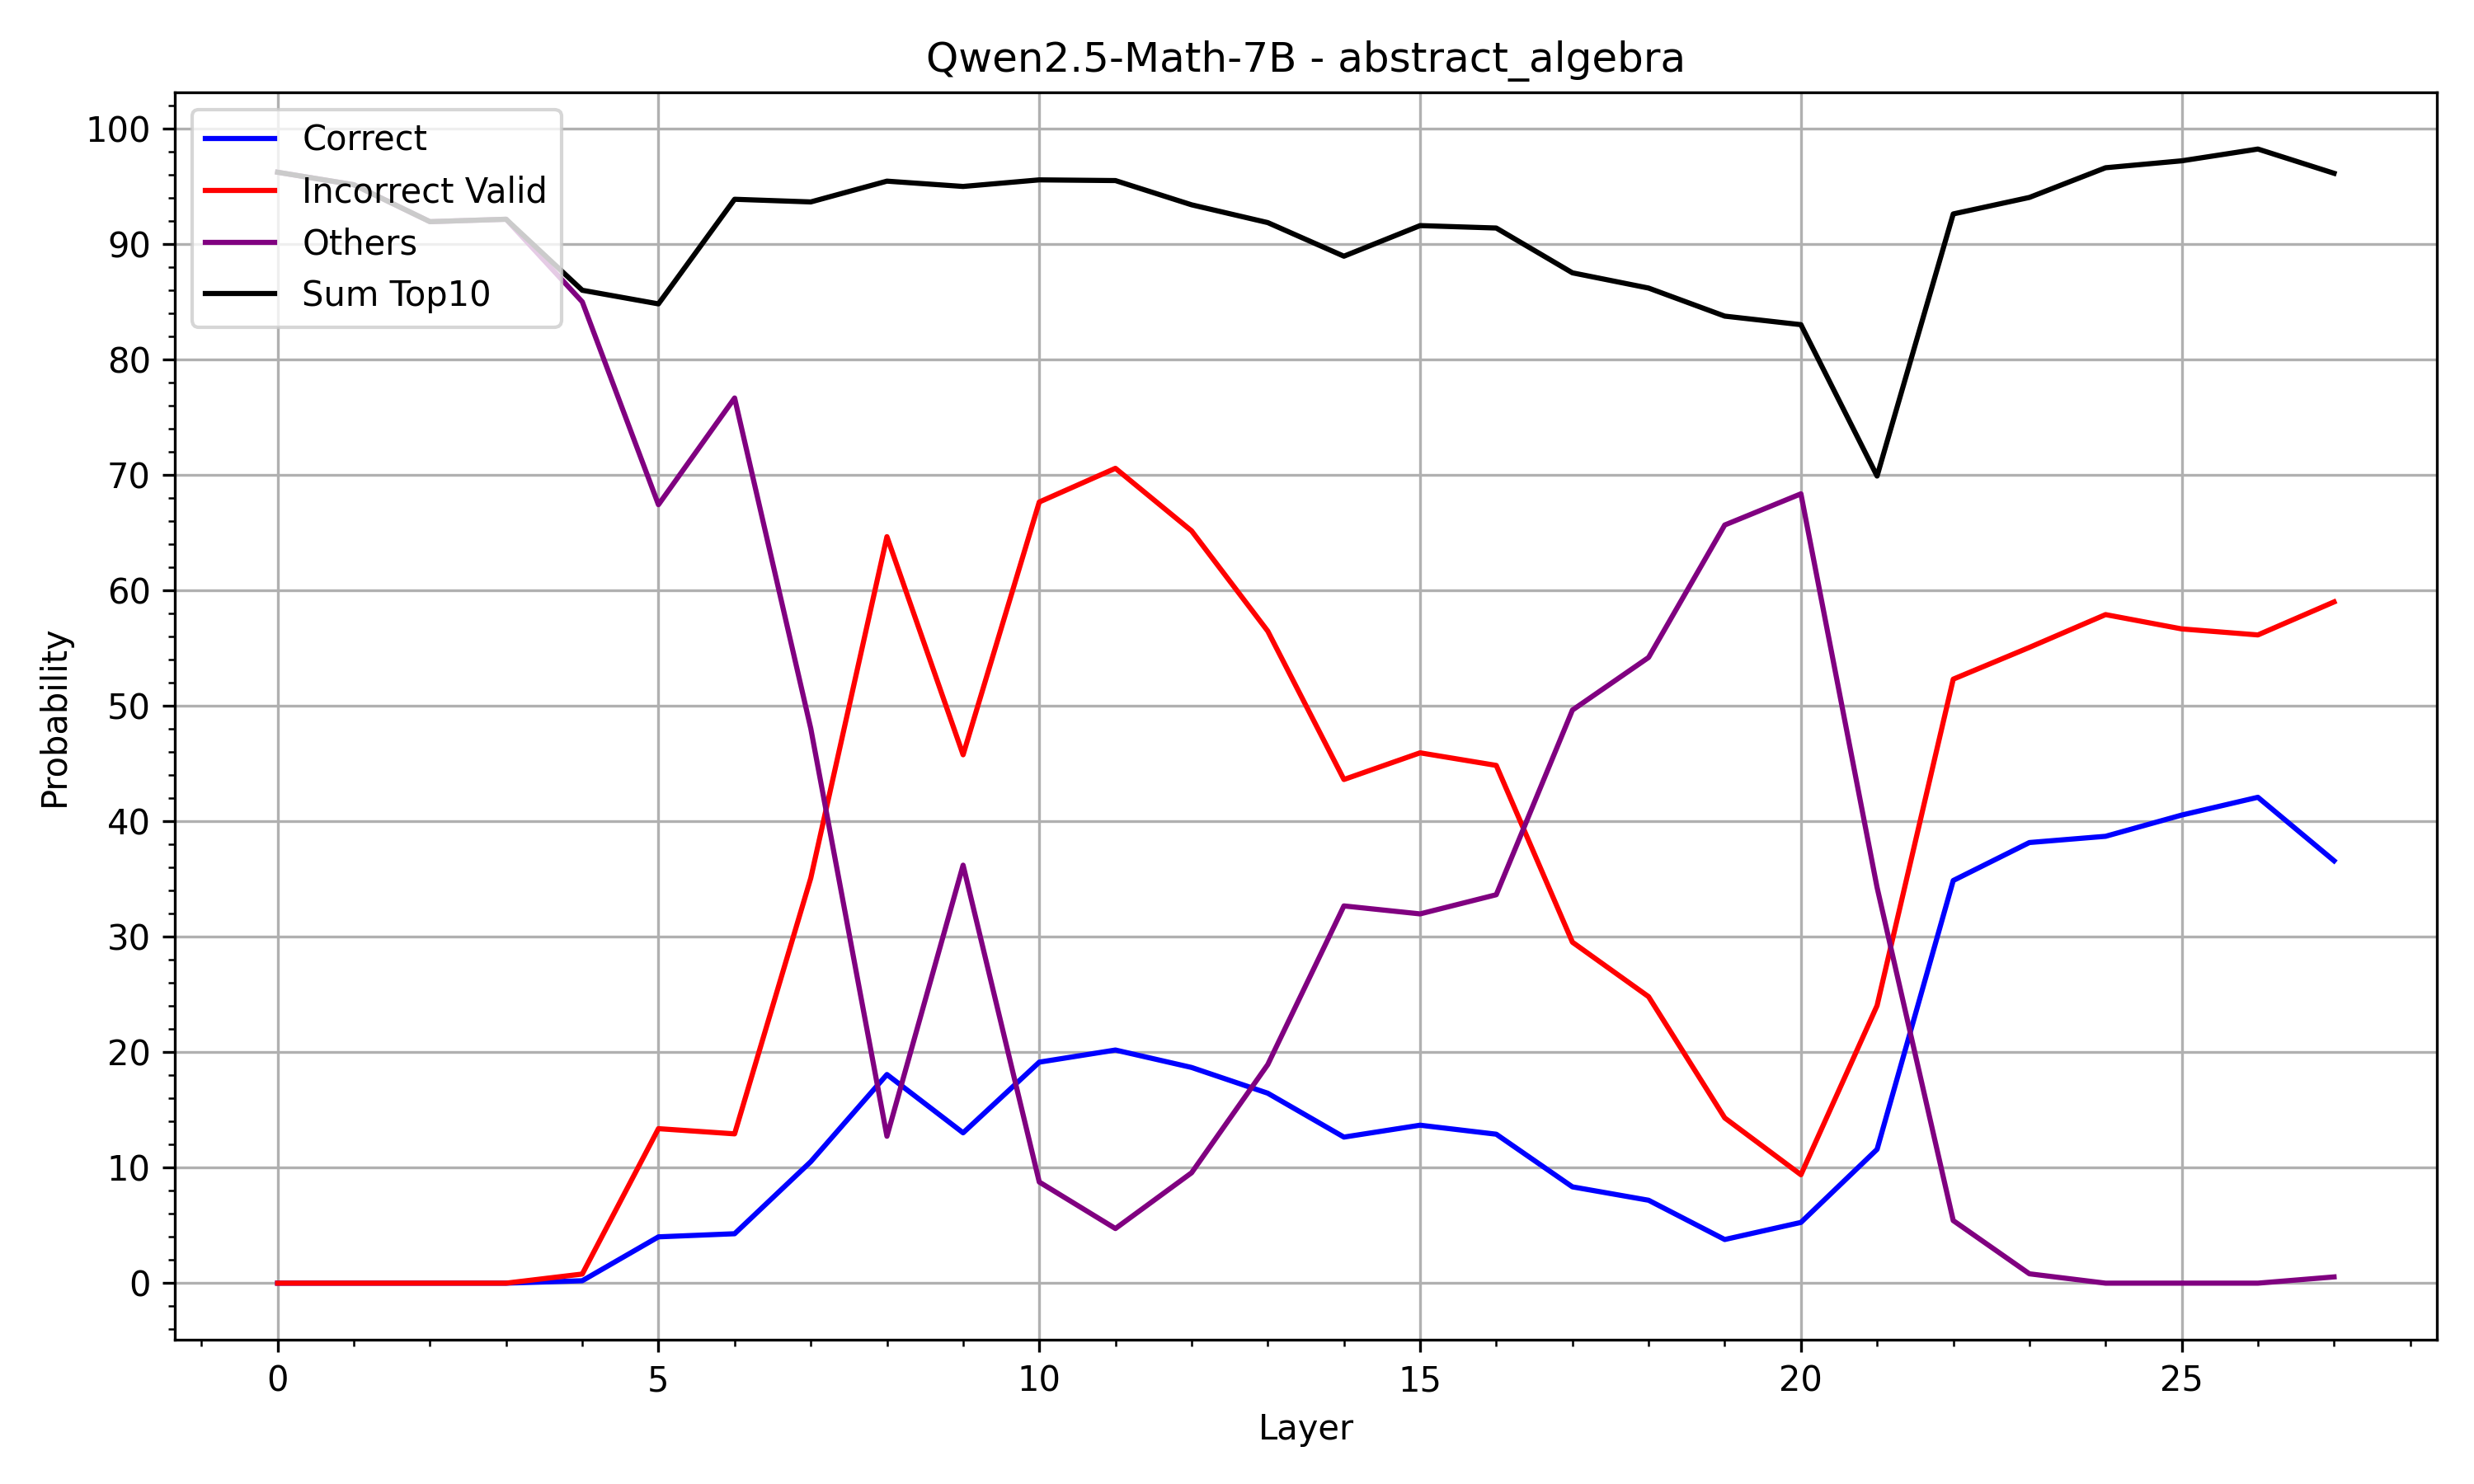 Qwen2.5-Math-7B - abstract_algebra
Correct
Incorrect Valid
Others
Sum Top10
100
90
80
70
60
50
40
30
20
10
0
Probability
0 5 10 15 20 25
Layer